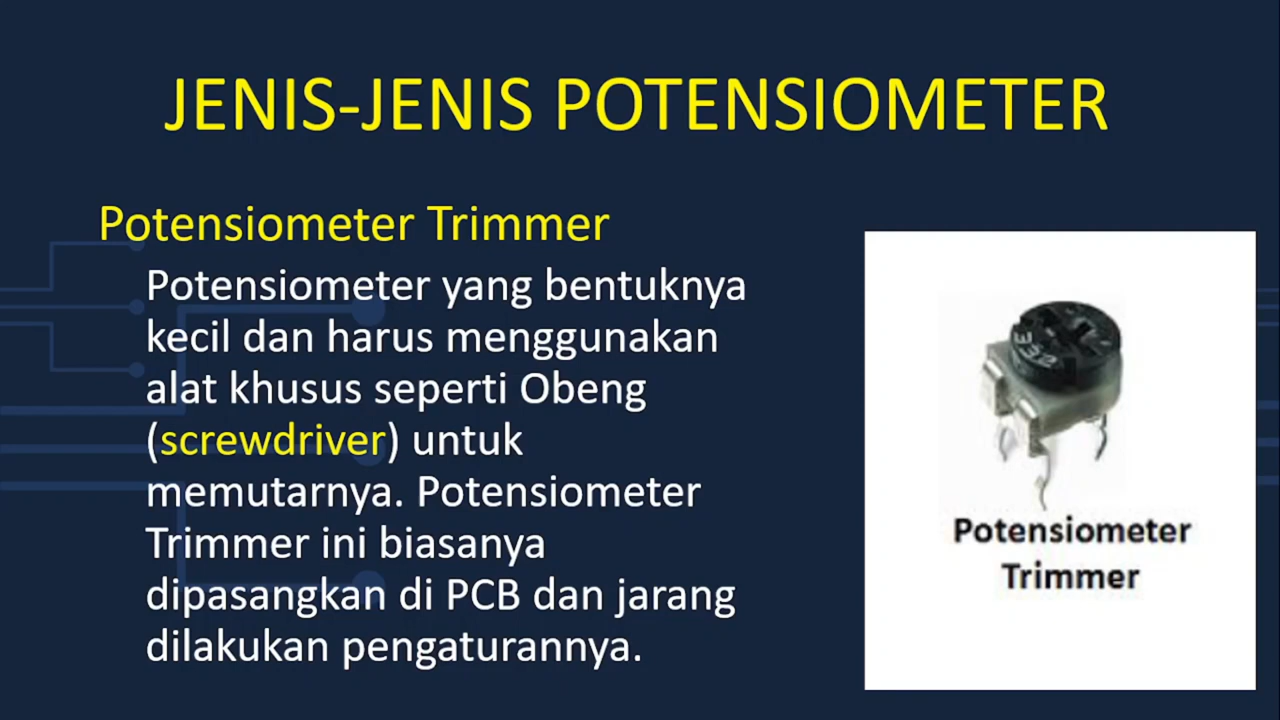 JENIS-JENIS POTENSIOMETER
Potensiometer Trimmer
Potensiometer yang bentuknya
kecil dan harus menggunakan
alat khusus seperti Obeng
(screwdriver) untuk
memutarnya. Potensiometer
Trimmer ini biasanya
dipasangkan di PCB dan jarang
dilakukan pengaturannya.
Potensiometer
Trimmer